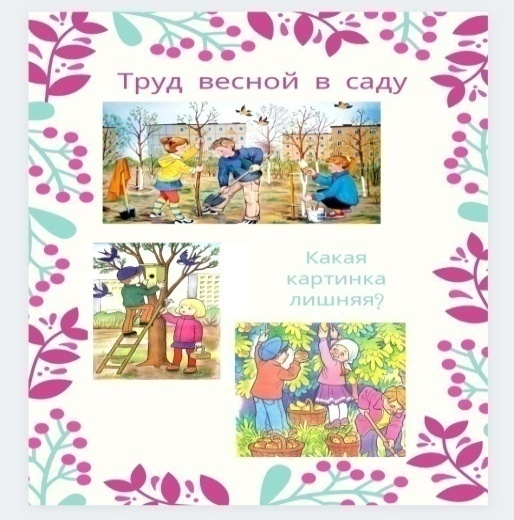 Труд весной в саду
Какая
картинка
лишняя?